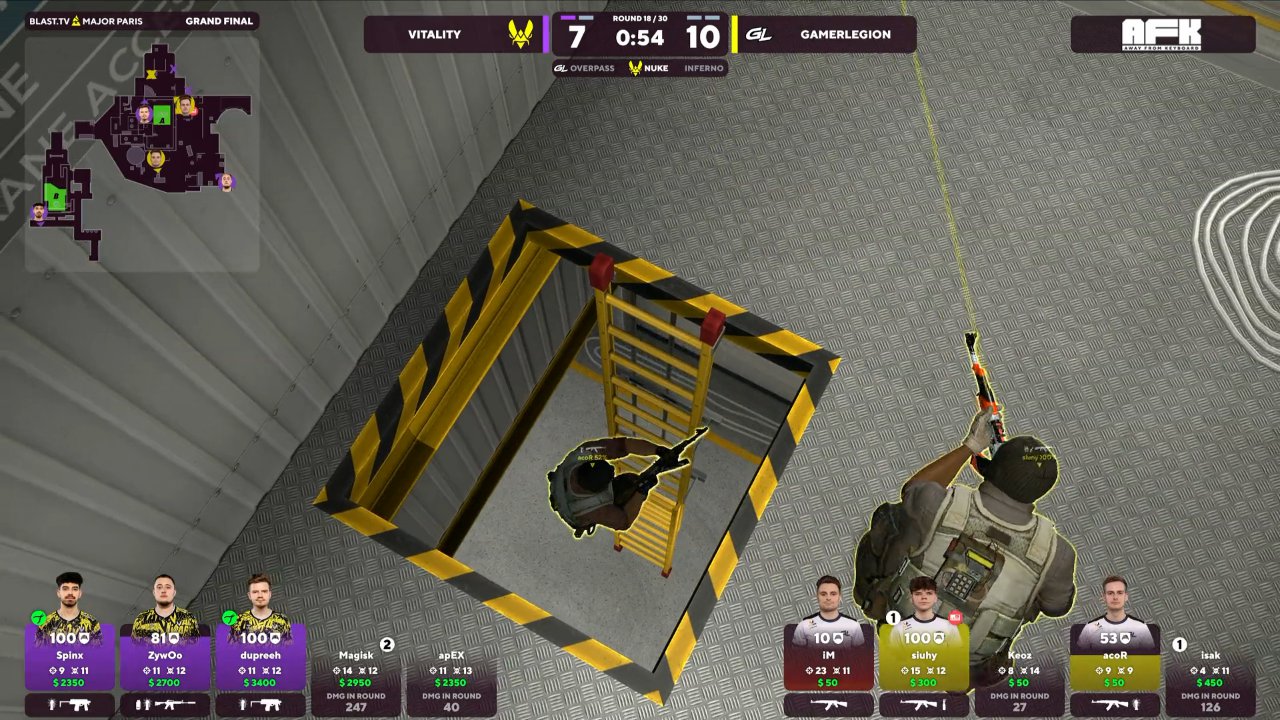 BLAST.TV MAJOR PARIS GRAND FINAL
VITALITY 7 ROUND 18 / 30 0:54 10 GL GAMERLEGION
GL OVERPASS NUKE INFERNO
AFK
AWAY FROM KEYBOARD
A
B
acoR 52%
100 81 100
Spinx ZywOo dupreeh Magisk 2 apEX
9 11 11 12 11 12 14 12 11 13
$2350 $2700 $3400 $2950 $2350
DMG IN ROUND DMG IN ROUND
247 40
10 1 100 53
iM siuhy Keoz acoR 1 isak
23 11 15 12 8 14 9 9 4 11
$50 $300 $50 $50 $450
DMG IN ROUND DMG IN ROUND
27 126